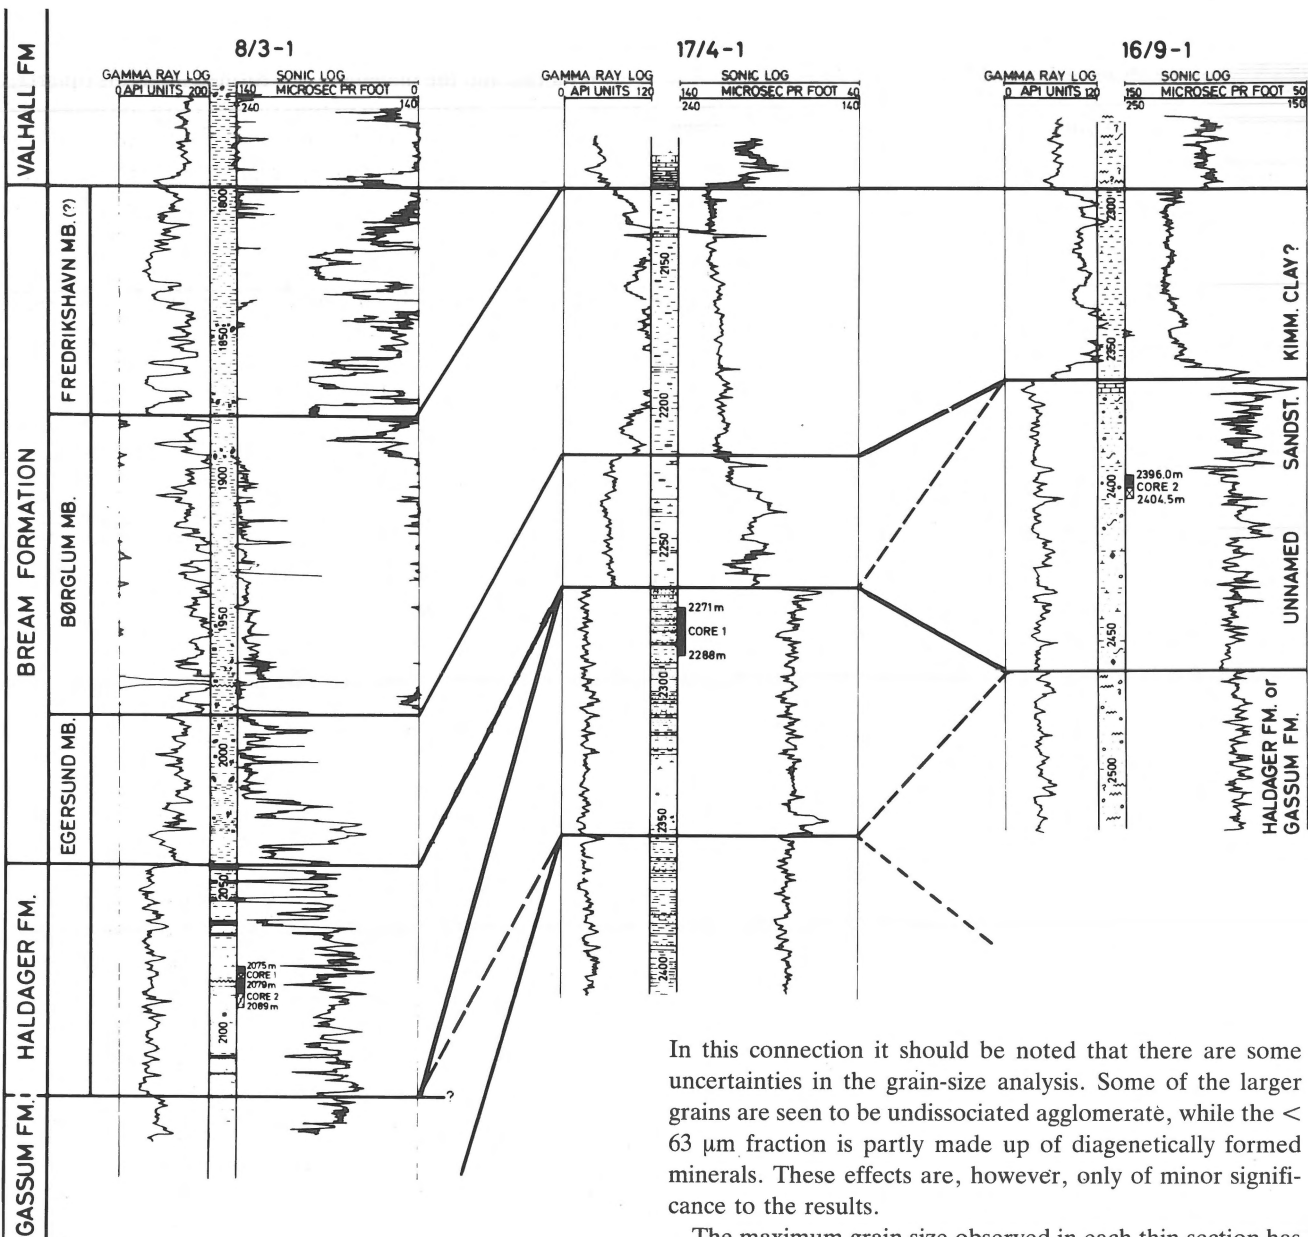 8/3-1
17/4-1
16/9-1
GAMMA RAY LOG SONIC LOG
0 API UNITS 200 140 MICROSEC PR FOOT 0
240 140
GAMMA RAY LOG SONIC LOG
0 API UNITS 120 140 MICROSEC PR FOOT 40
240 140
GAMMA RAY LOG SONIC LOG
0 API UNITS 120 150 MICROSEC PR FOOT 50
250 150
VALHALL FM
BREAM FORMATION
FREDRIKSHAVN MB. (?)
BØRGLUM MB.
EGERSUND MB.
HALDAGER FM.
GASSUM FM.
1800
1850
1900
1950
2000
2050
2075 m
CORE 1
2079 m
CORE 2
2089 m
2100
?
2150
2200
2250
2271 m
CORE 1
2288 m
2300
2350
2400
?
?
2300
2350
2400
2396.0 m
CORE 2
2404.5 m
2450
2500
KIMM. CLAY?
UNNAMED SANDST.
HALDAGER FM. or
GASSUM FM.
In this connection it should be noted that there are some
uncertainties in the grain-size analysis. Some of the larger
grains are seen to be undissociated agglomerate, while the <
63 μm fraction is partly made up of diagenetically formed
minerals. These effects are, however, only of minor signifi-
cance to the results.
The maximum grain size observed in each thin section has